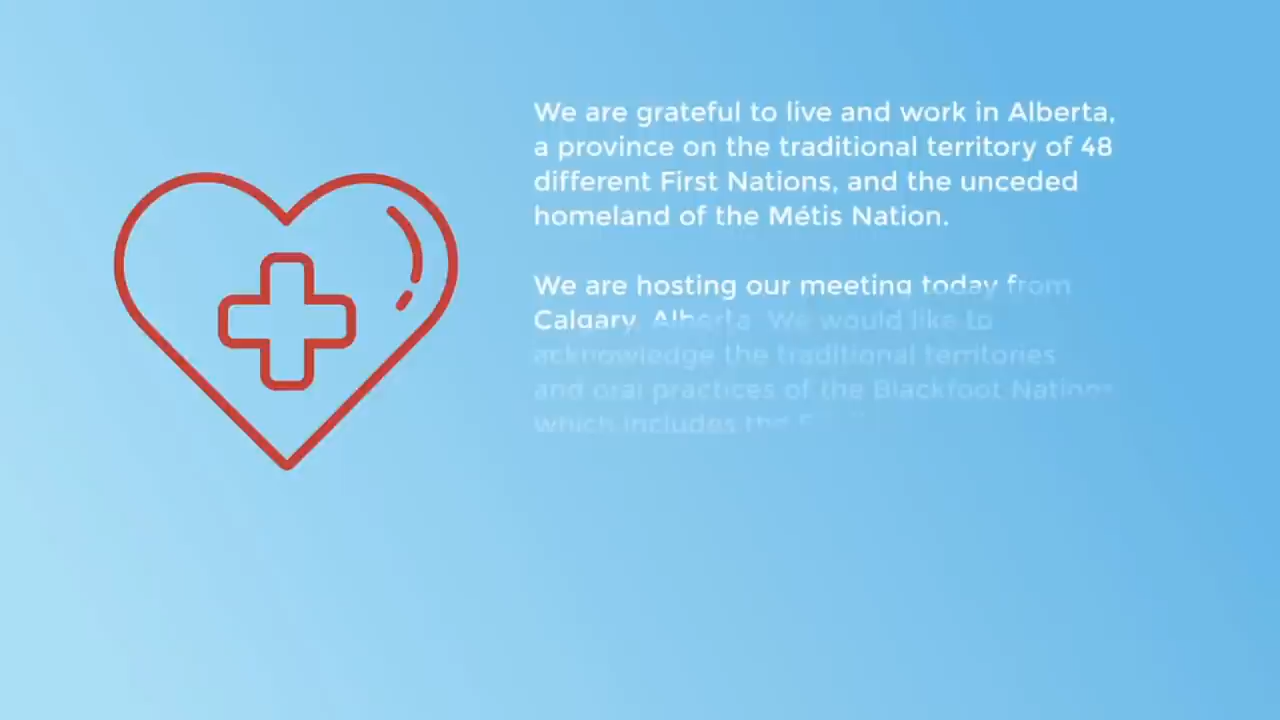 We are grateful to live and work in Alberta,
a province on the traditional territory of 48
different First Nations, and the unceded
homeland of the Métis Nation.
We are hosting our meeting today from
Calgary, Alberta. We would like to
acknowledge the traditional territories
and oral practices of the Blackfoot Nations
which includes the